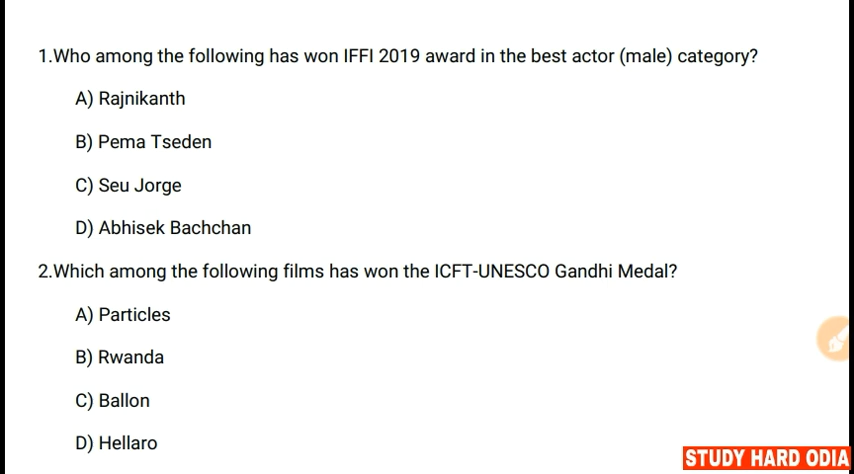 1.Who among the following has won IFFI 2019 award in the best actor (male) category?
A) Rajnikanth
B) Pema Tseden
C) Seu Jorge
D) Abhisek Bachchan
2.Which among the following films has won the ICFT-UNESCO Gandhi Medal?
A) Particles
B) Rwanda
C) Ballon
D) Hellaro
STUDY HARD ODIA